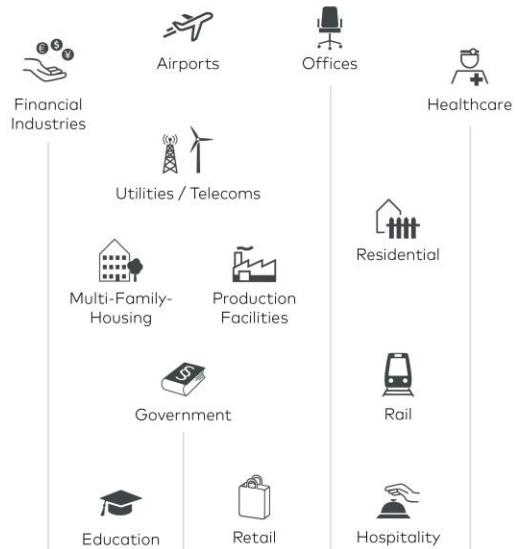 Airports
Offices
Financial
Industries
Healthcare
Utilities / Telecoms
Residential
Multi-Family-
Housing
Production
Facilities
Government
Rail
Education
Retail
Hospitality